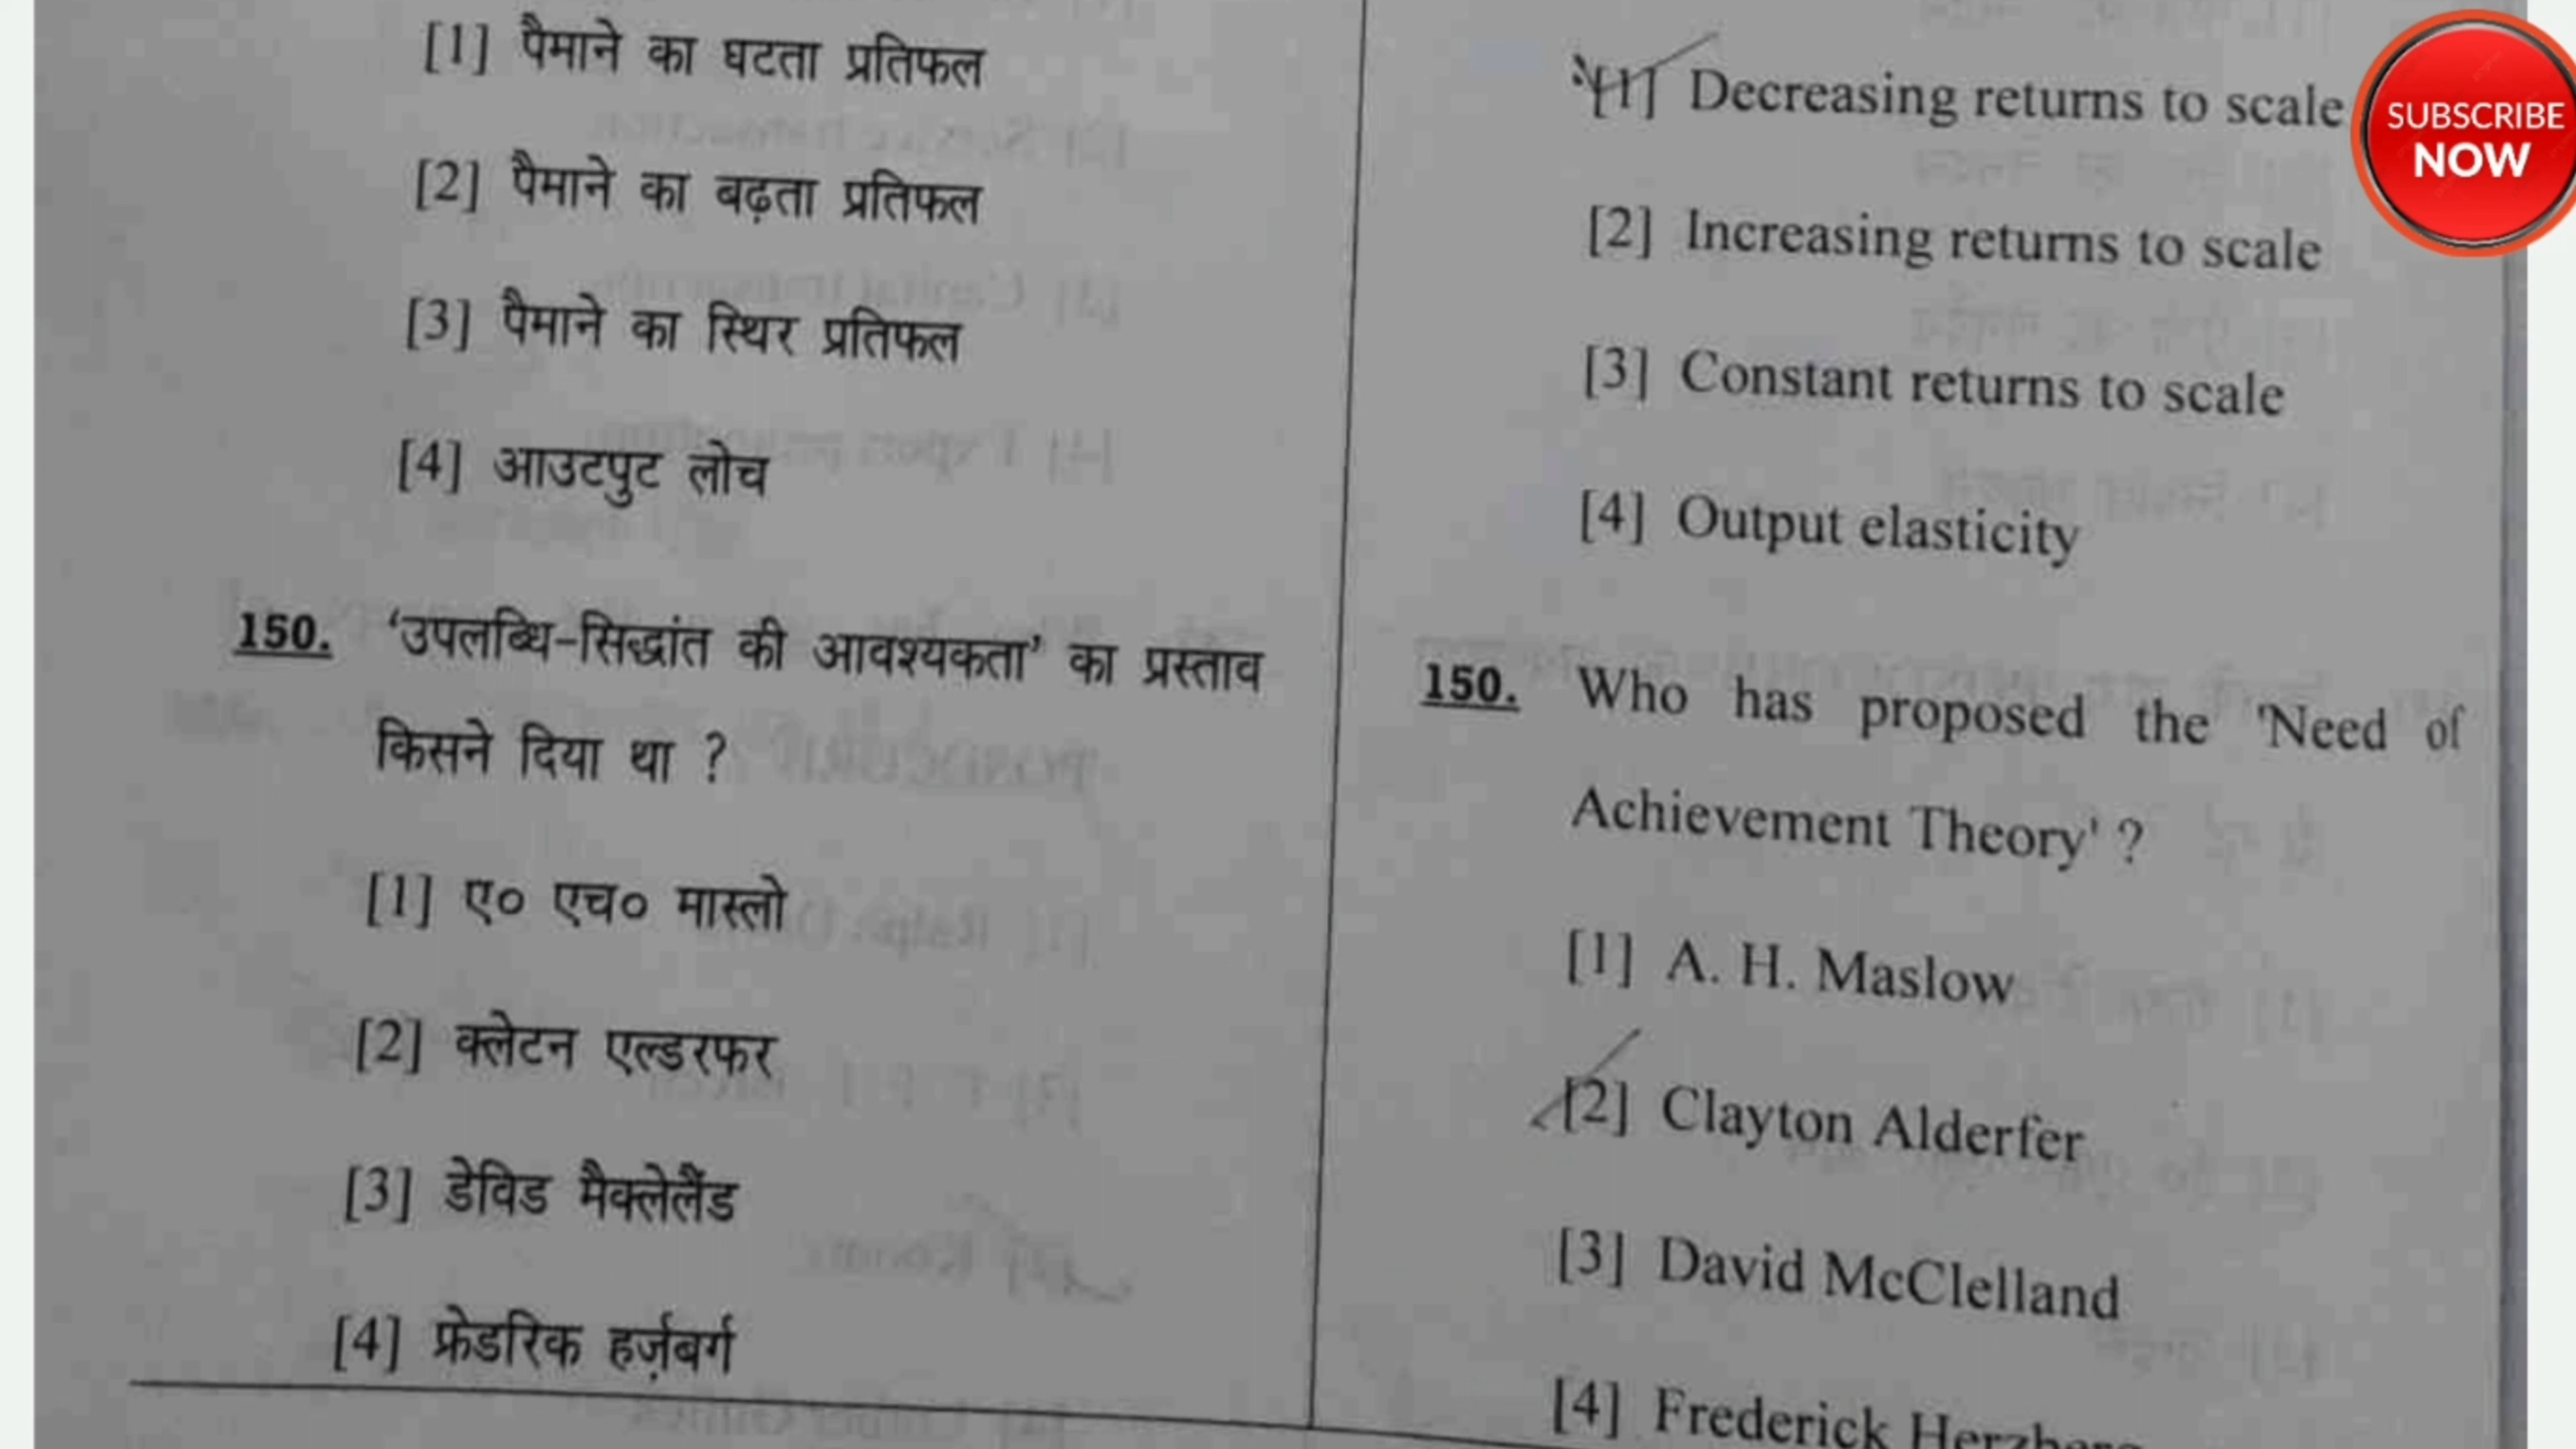 [1] पैमाने का घटता प्रतिफल
[2] पैमाने का बढ़ता प्रतिफल
[3] पैमाने का स्थिर प्रतिफल
[4] आउटपुट लोच
150. ‘उपलब्धि-सिद्धांत की आवश्यकता’ का प्रस्ताव
किसने दिया था ?
[1] ए० एच० मास्लो
[2] क्लेटन एल्डरफर
[3] डेविड मैक्लेलैंड
[4] फ्रेडरिक हर्ज़बर्ग
[1] Decreasing returns to scale
[2] Increasing returns to scale
[3] Constant returns to scale
[4] Output elasticity
150. Who has proposed the 'Need of
Achievement Theory' ?
[1] A. H. Maslow
[2] Clayton Alderfer
[3] David McClelland
[4] Frederick
SUBSCRIBE
NOW